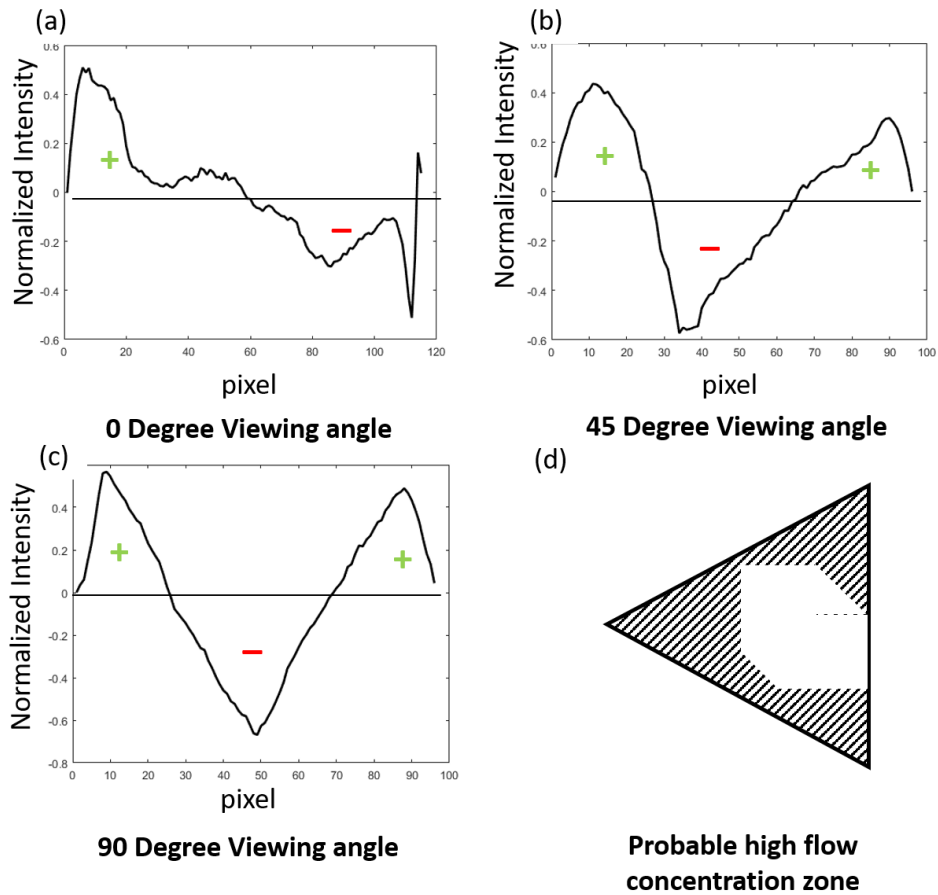 (a)
Normalized Intensity
0.6
0.4
0.2
0
-0.2
-0.4
-0.6
0 20 40 60 80 100 120
+
−
pixel
0 Degree Viewing angle
(b)
Normalized Intensity
0.6
0.4
0.2
0
-0.2
-0.4
-0.6
0 10 20 30 40 50 60 70 80 90 100
+
−
+
pixel
45 Degree Viewing angle
(c)
Normalized Intensity
0.4
0.2
0
-0.2
-0.4
-0.6
-0.8
0 10 20 30 40 50 60 70 80 90 100
+
−
+
pixel
90 Degree Viewing angle
(d)
Probable high flow
concentration zone